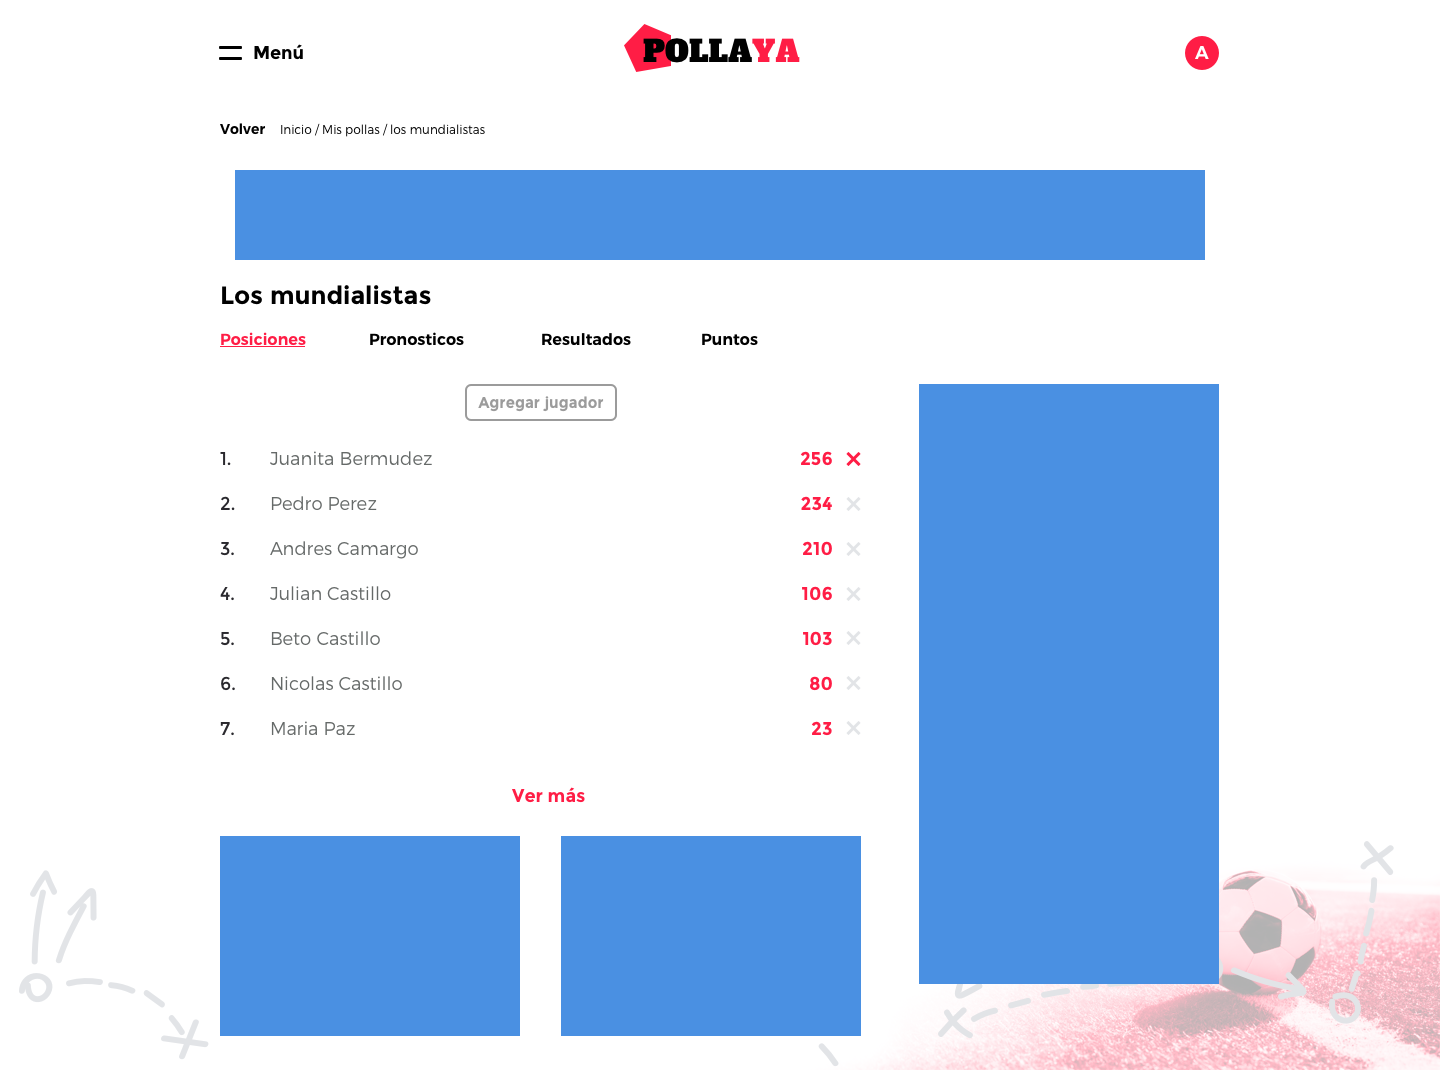 Menú
POLLAYA
A
Volver Inicio / Mis pollas / los mundialistas
Los mundialistas
Posiciones Pronosticos Resultados Puntos
Agregar jugador
1. Juanita Bermudez 256
2. Pedro Perez 234
3. Andres Camargo 210
4. Julian Castillo 106
5. Beto Castillo 103
6. Nicolas Castillo 80
7. Maria Paz 23
Ver más